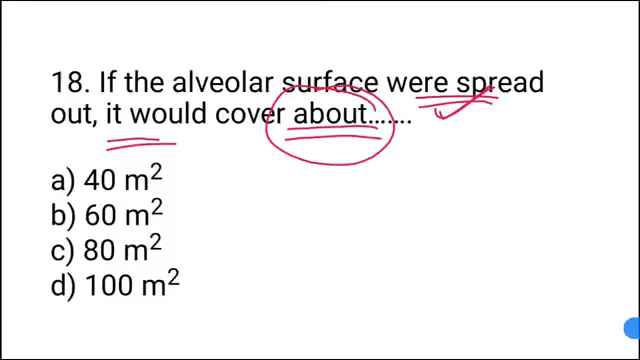 18. If the alveolar surface were spread
out, it would cover about.......
a) 40 m²
b) 60 m²
c) 80 m²
d) 100 m²